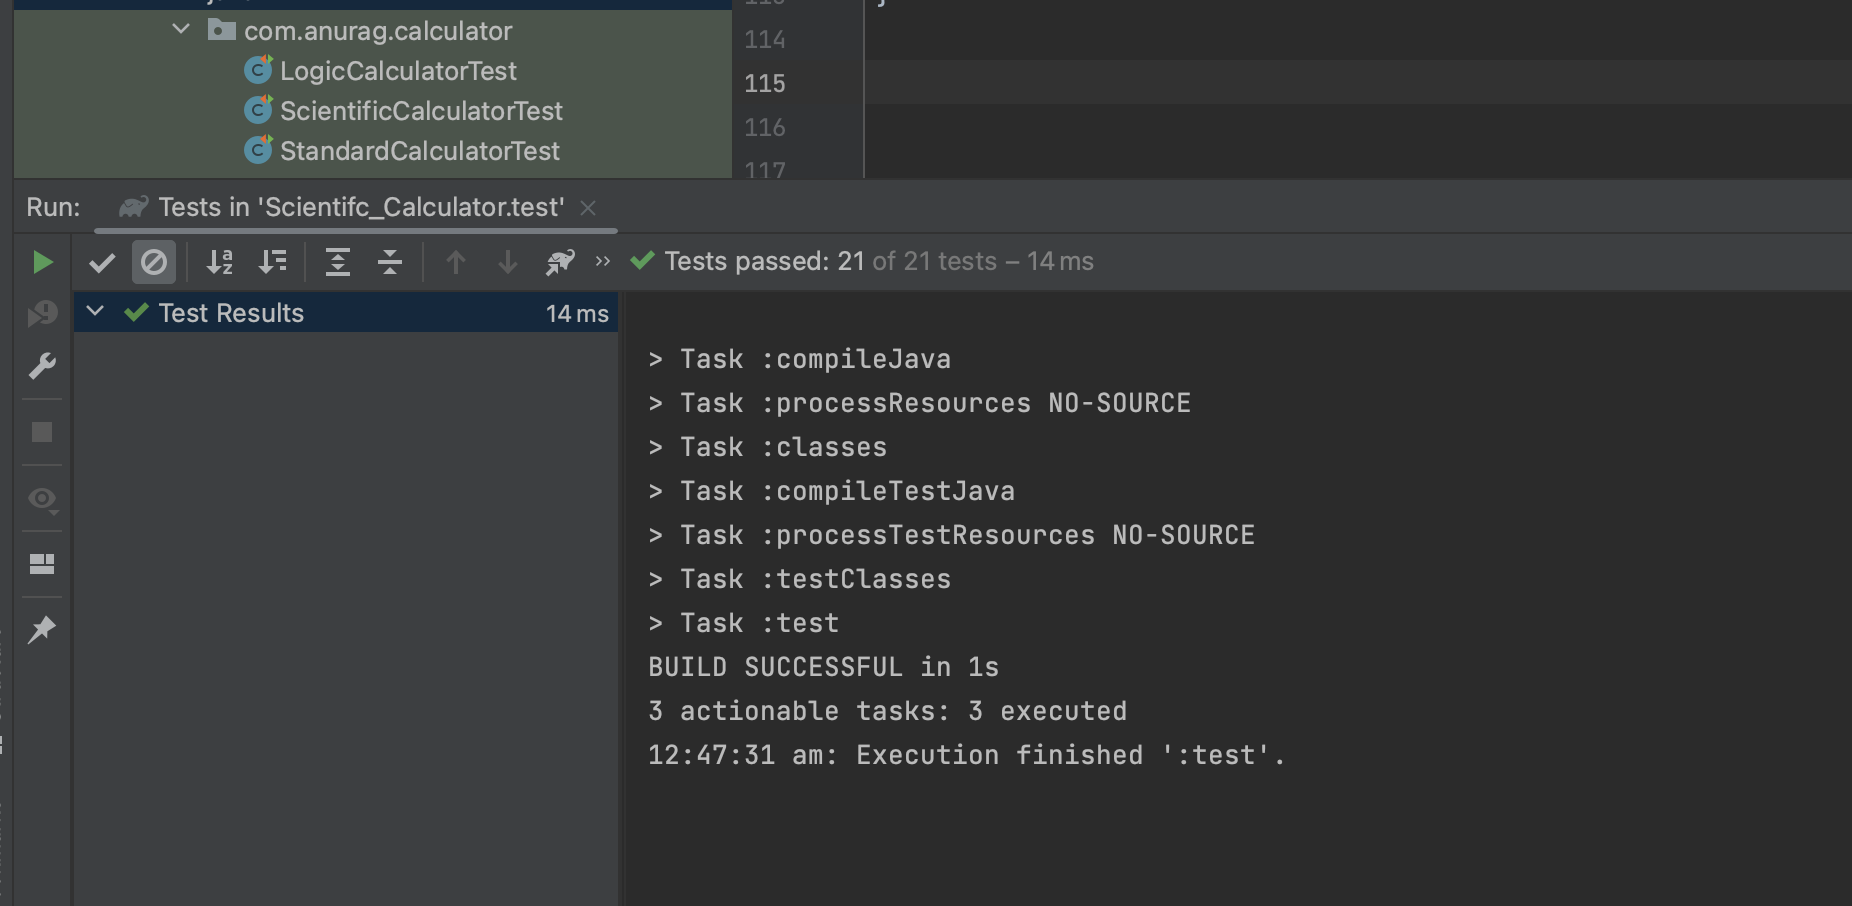 com.anurag.calculator
LogicCalculatorTest
ScientificCalculatorTest
StandardCalculatorTest
114
115
116
117
Run: Tests in 'Scientifc_Calculator.test'
Tests passed: 21 of 21 tests – 14 ms
Test Results 14 ms
> Task :compileJava
> Task :processResources NO-SOURCE
> Task :classes
> Task :compileTestJava
> Task :processTestResources NO-SOURCE
> Task :testClasses
> Task :test
BUILD SUCCESSFUL in 1s
3 actionable tasks: 3 executed
12:47:31 am: Execution finished ':test'.